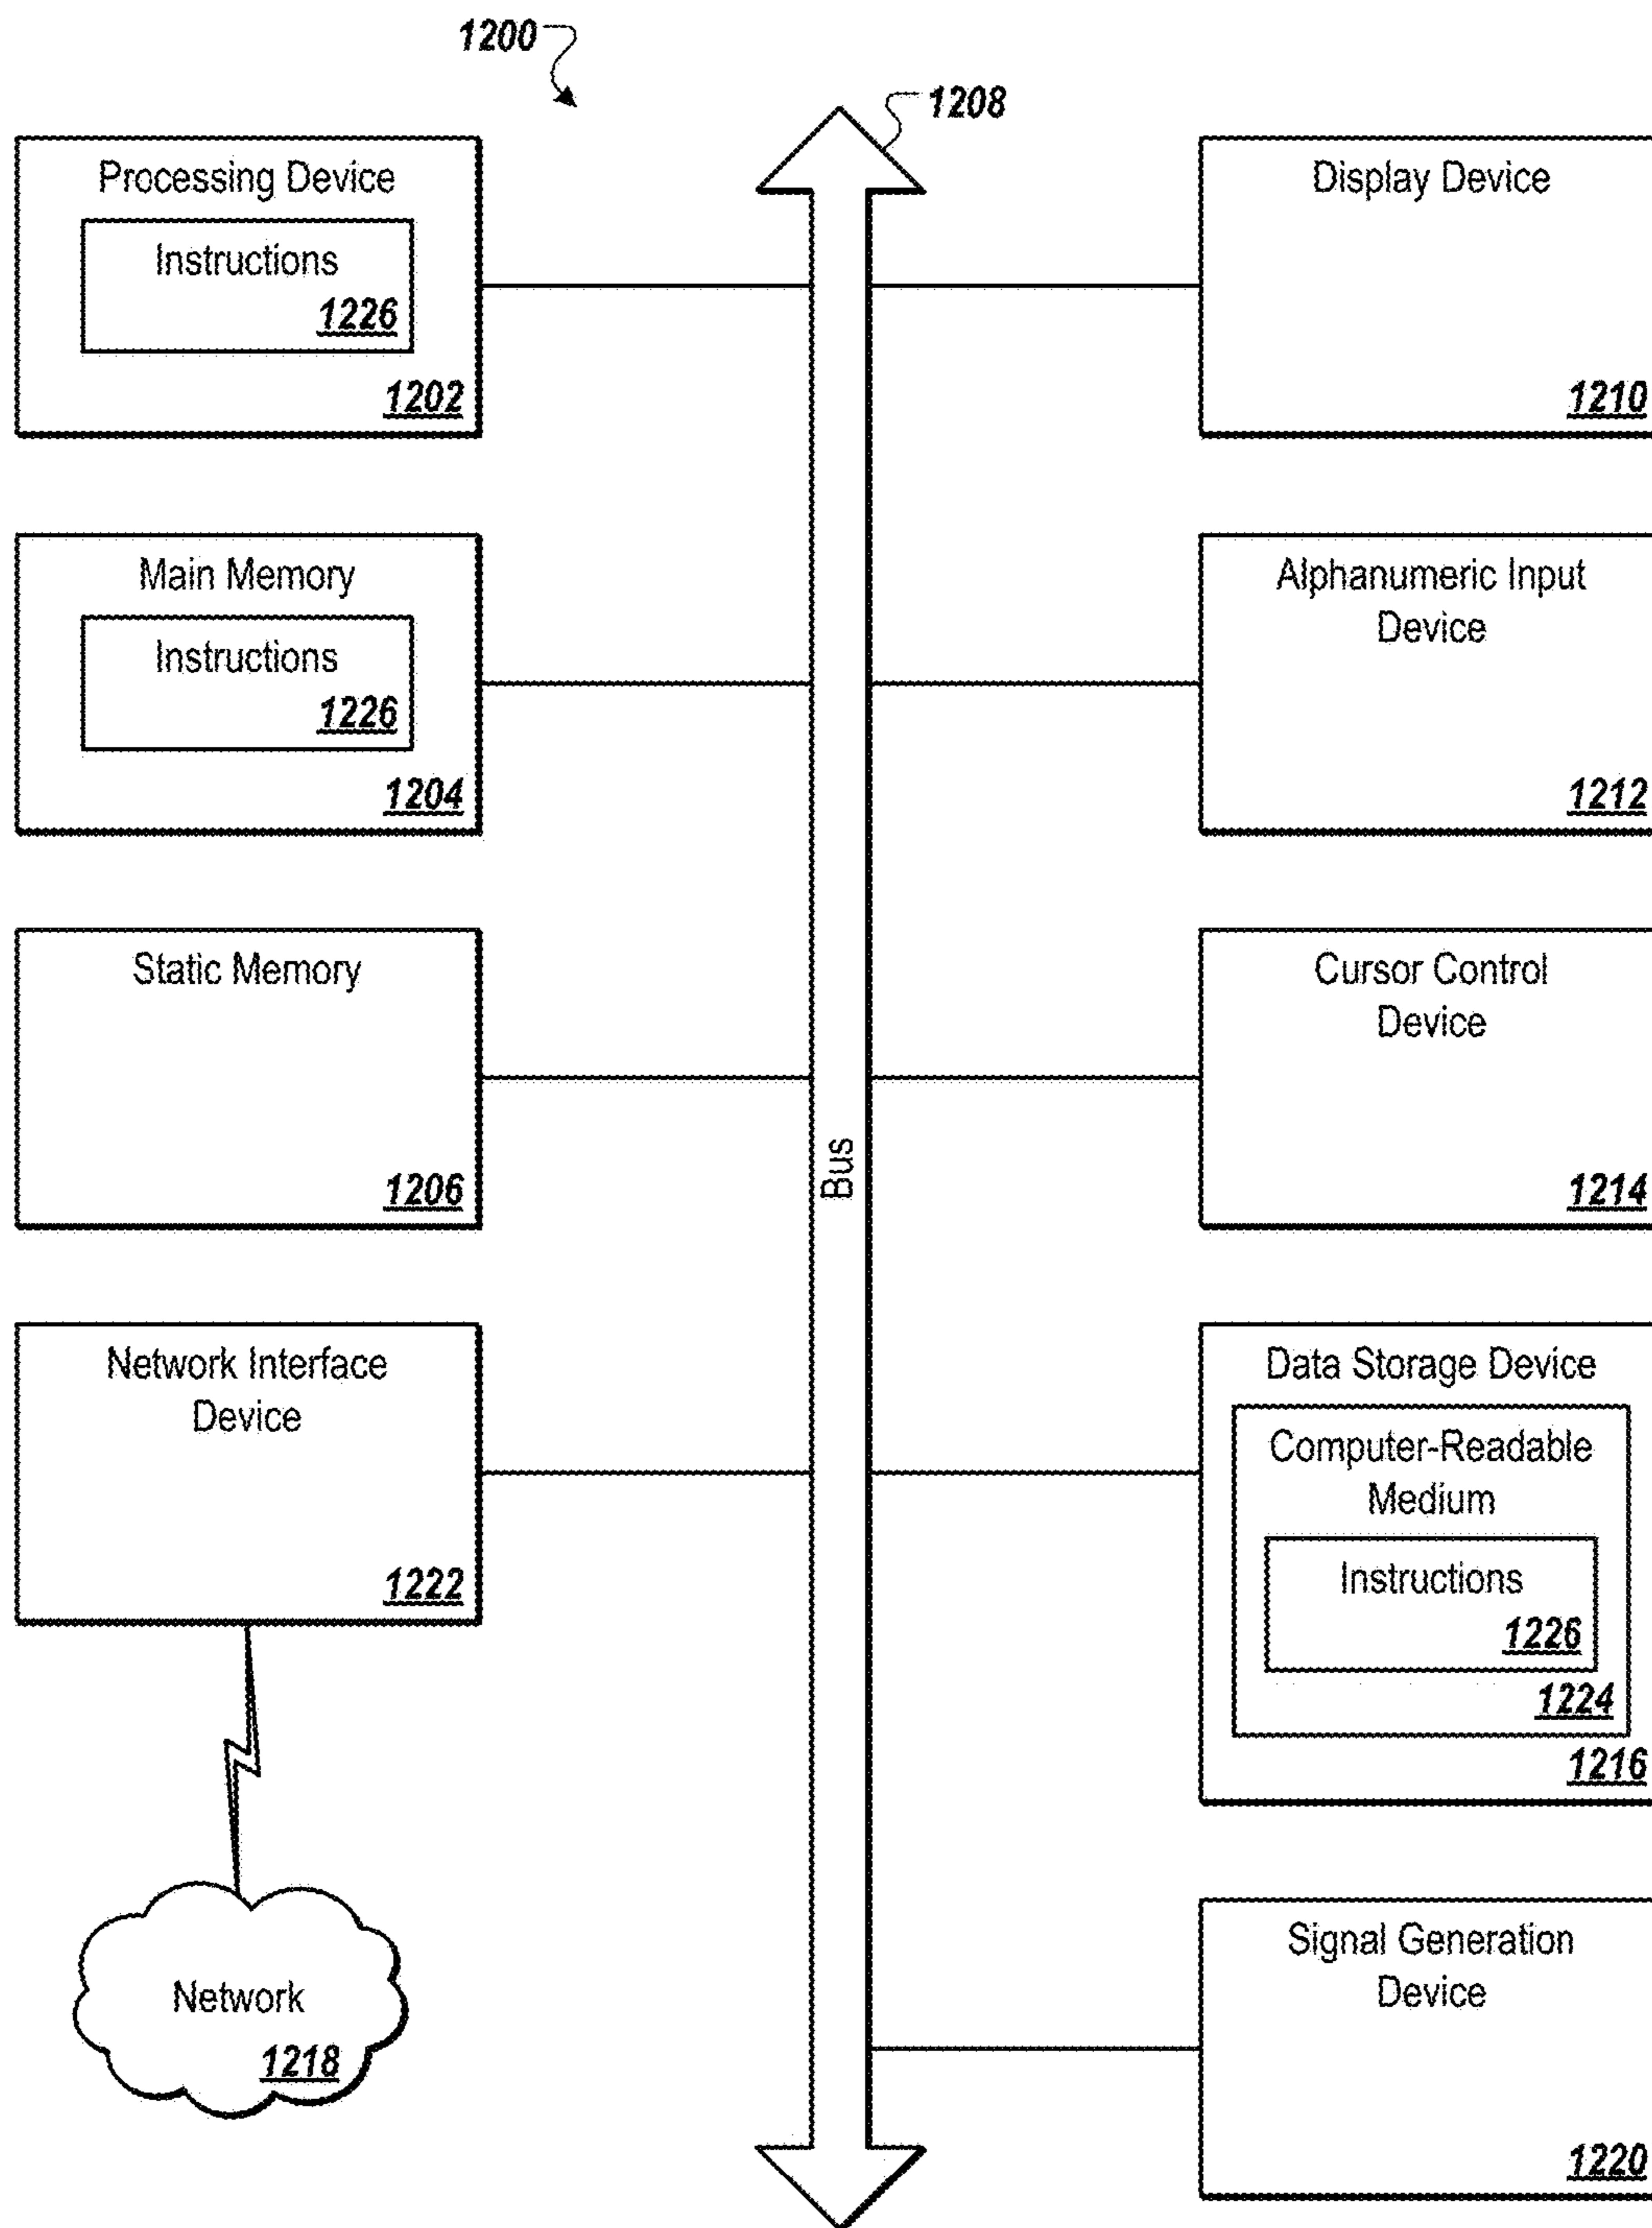 1200
1208
Processing Device
Instructions
1226
1202
Display Device
1210
Main Memory
Instructions
1226
1204
Alphanumeric Input
Device
1212
Static Memory
1206
Cursor Control
Device
1214
Bus
Network Interface
Device
1222
Data Storage Device
Computer-Readable
Medium
Instructions
1226
1224
1216
Network
1218
Signal Generation
Device
1220